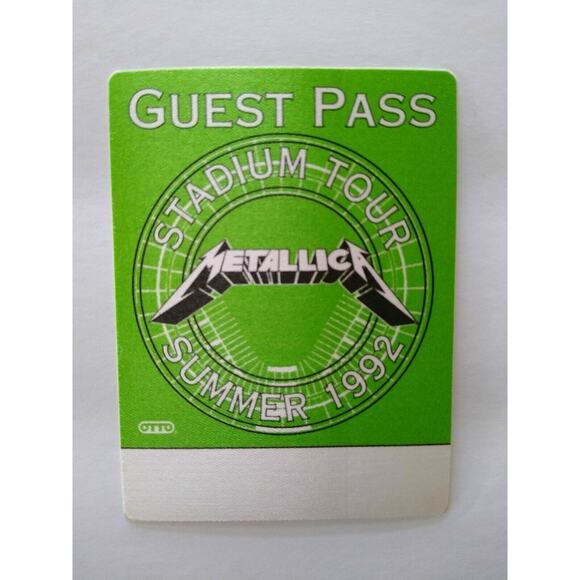 GUEST PASS
STADIUM TOUR
METALLICA
SUMMER 1992
OTTO